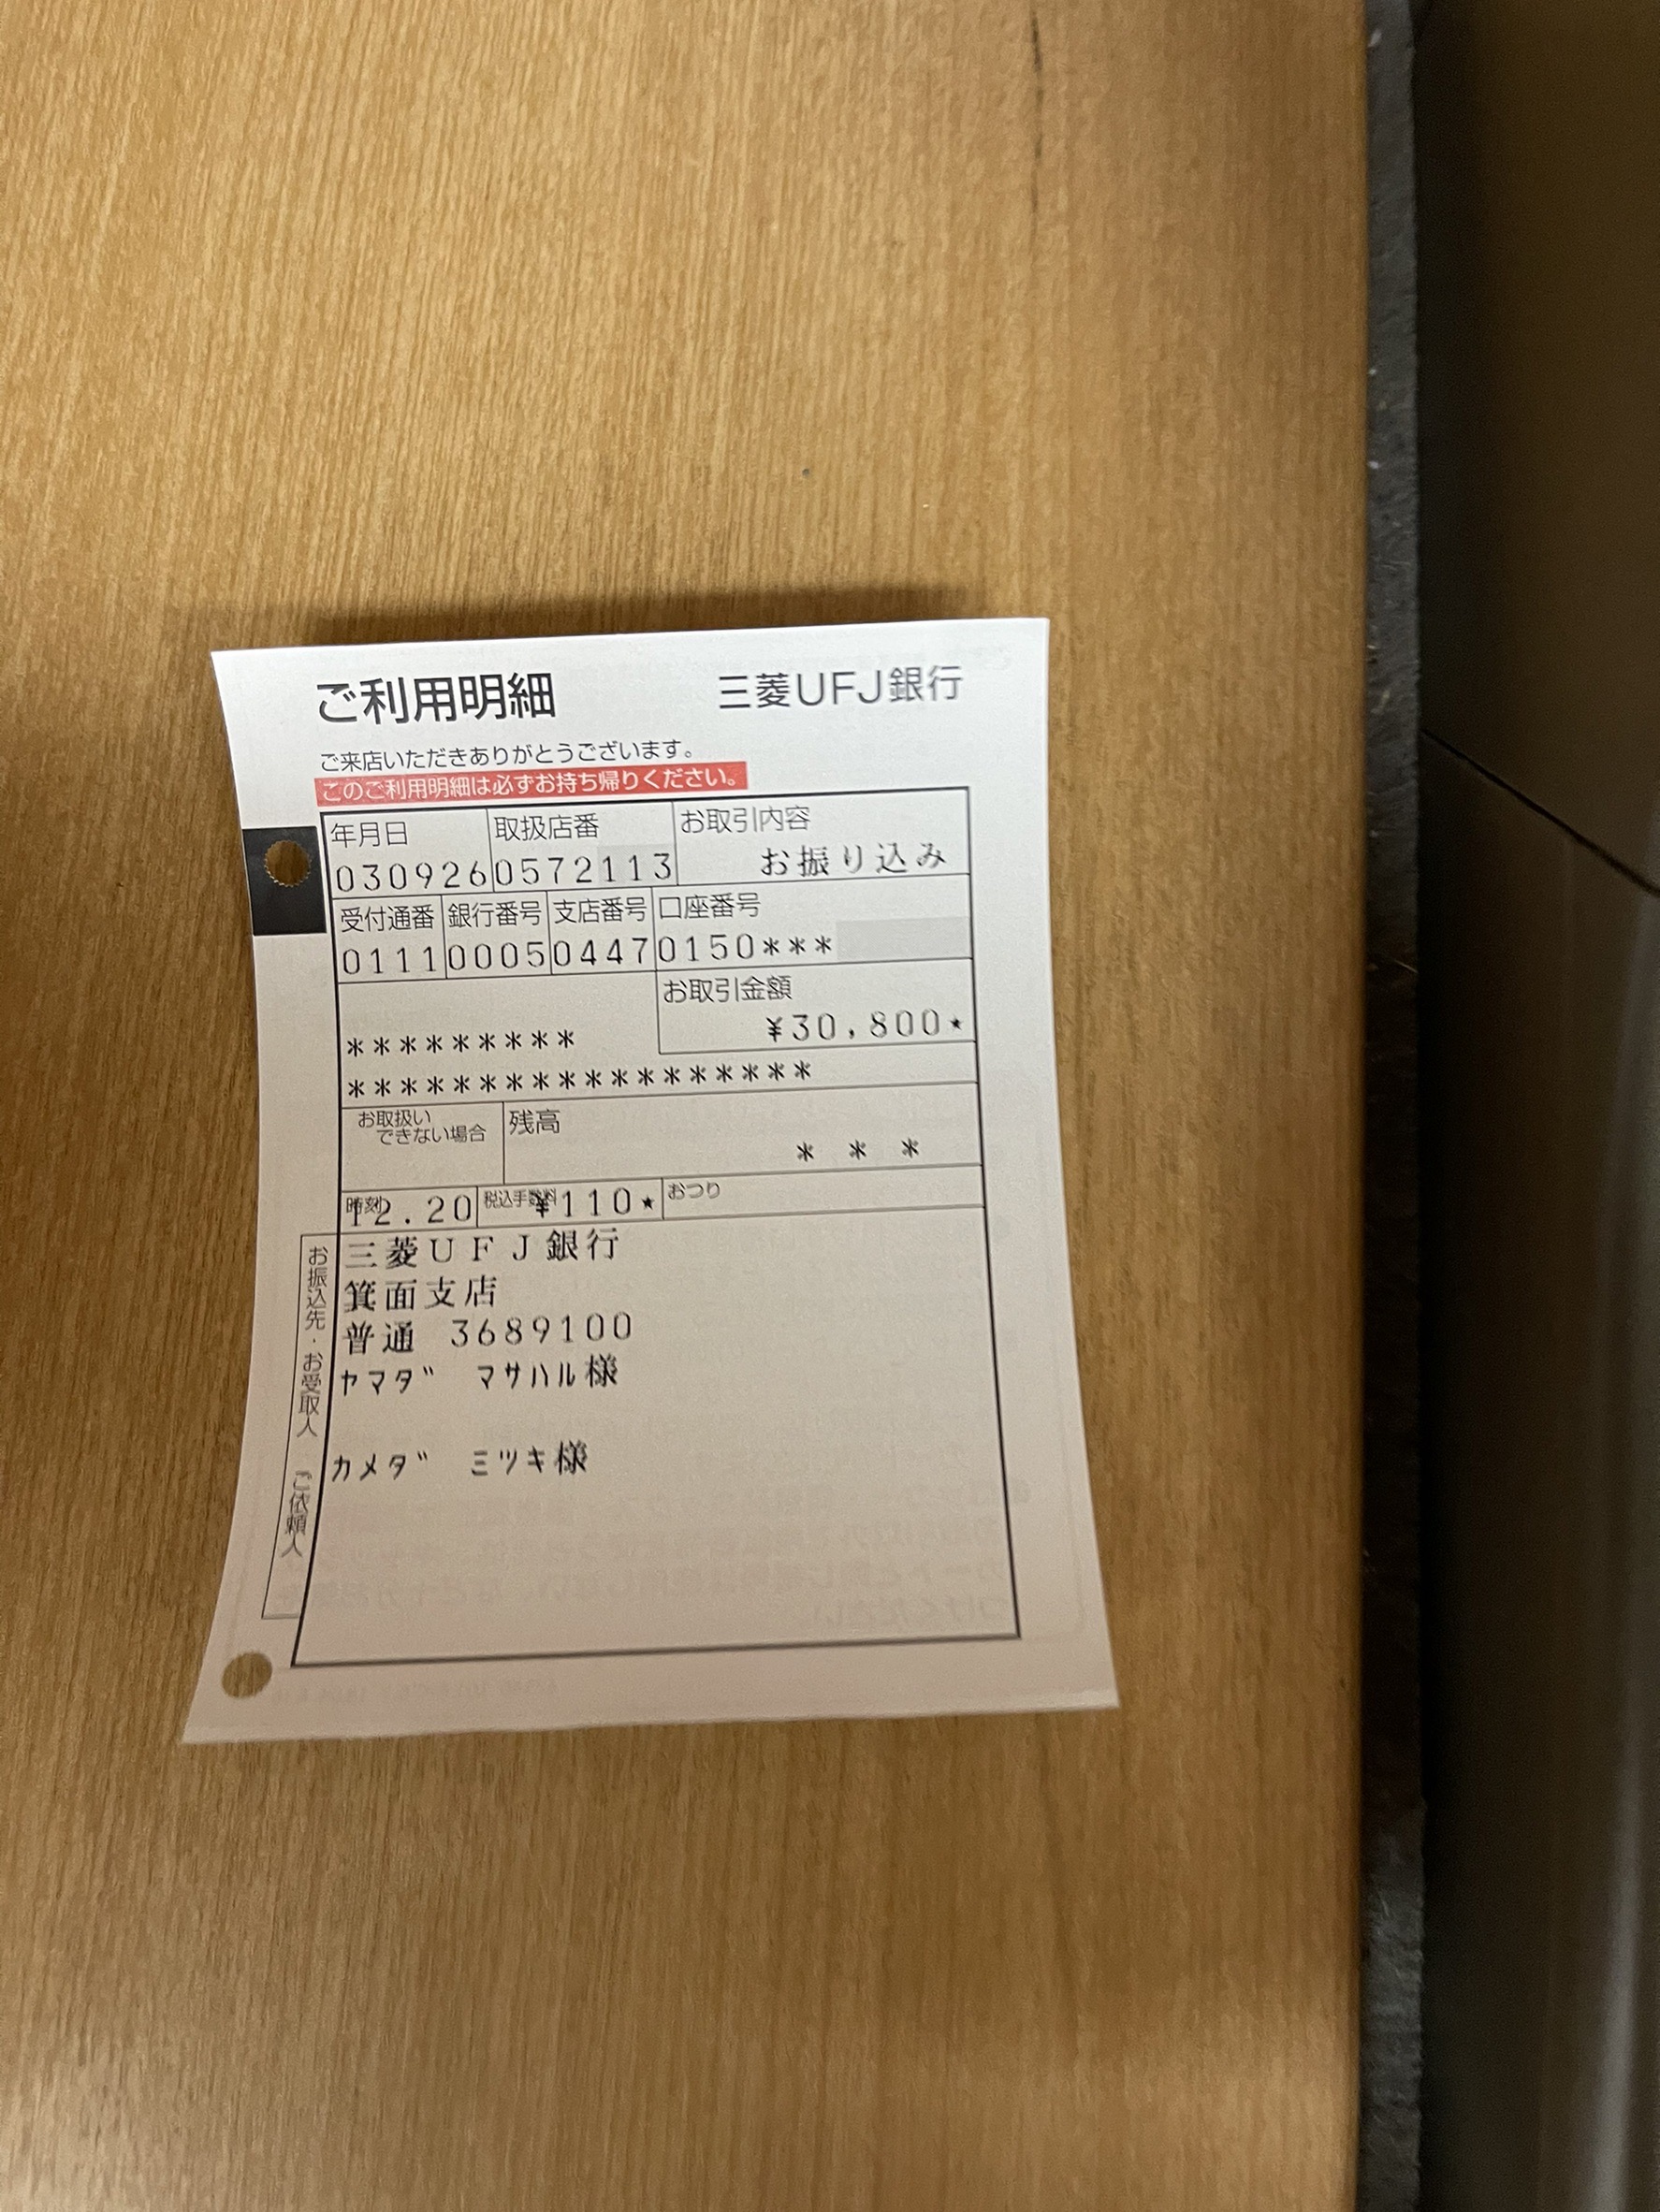 ご利用明細 三菱UFJ銀行
ご来店いただきありがとうございます。
このご利用明細は必ずお持ち帰りください。
年月日 取扱店番 お取引内容
030926 0572113 お振り込み
受付通番 銀行番号 支店番号 口座番号
0111 0005 0447 0150***
お取引金額
¥30,800★
*********
******************
お取扱いできない場合 残高
* * *
時刻 税込手数料 おつり
12.20 ¥110★
お振込先・お受取人 ご依頼人
三菱UFJ銀行
箕面支店
普通 3689100
ヤマダ マサハル様
カメダ ミツキ様